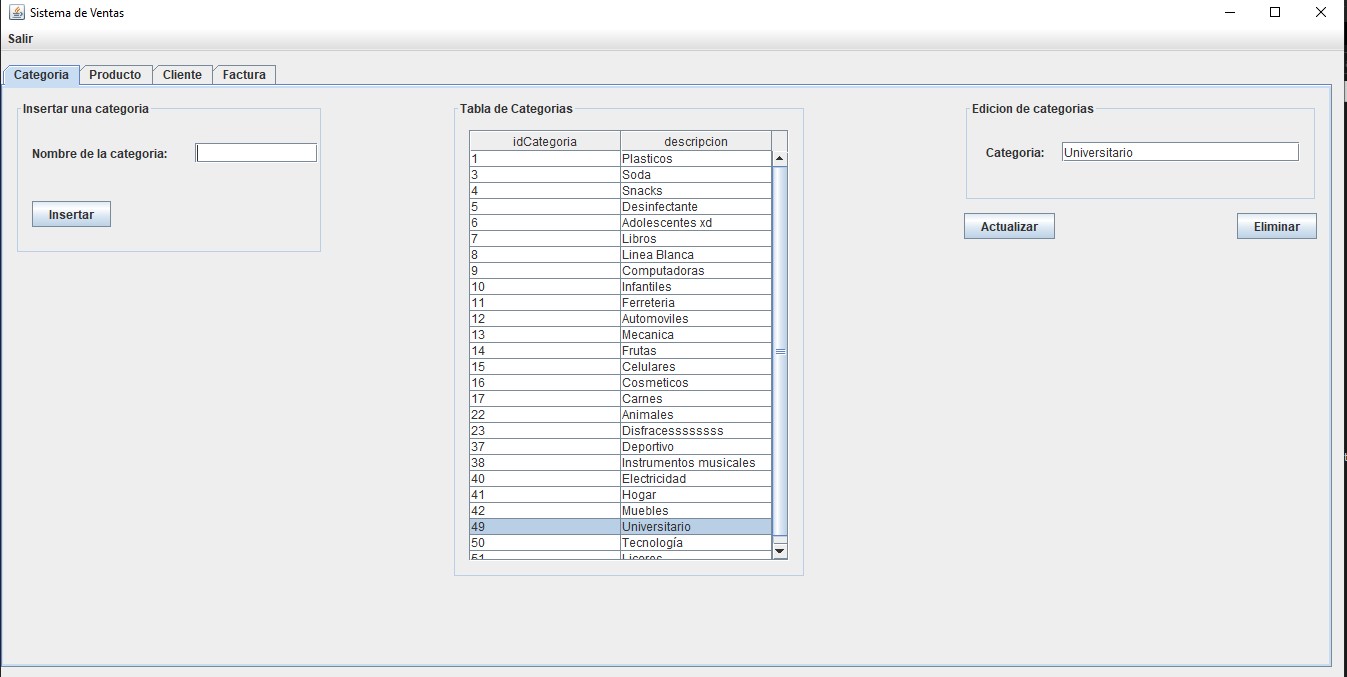 Sistema de Ventas
Salir
Categoria Producto Cliente Factura
Insertar una categoria
Nombre de la categoria:
Insertar
Tabla de Categorias
idCategoria descripcion
1 Plasticos
3 Soda
4 Snacks
5 Desinfectante
6 Adolescentes xd
7 Libros
8 Linea Blanca
9 Computadoras
10 Infantiles
11 Ferreteria
12 Automoviles
13 Mecanica
14 Frutas
15 Celulares
16 Cosmeticos
17 Carnes
22 Animales
23 Disfracesssssssss
37 Deportivo
38 Instrumentos musicales
40 Electricidad
41 Hogar
42 Muebles
49 Universitario
50 Tecnología
51
Edicion de categorias
Categoria: Universitario
Actualizar Eliminar